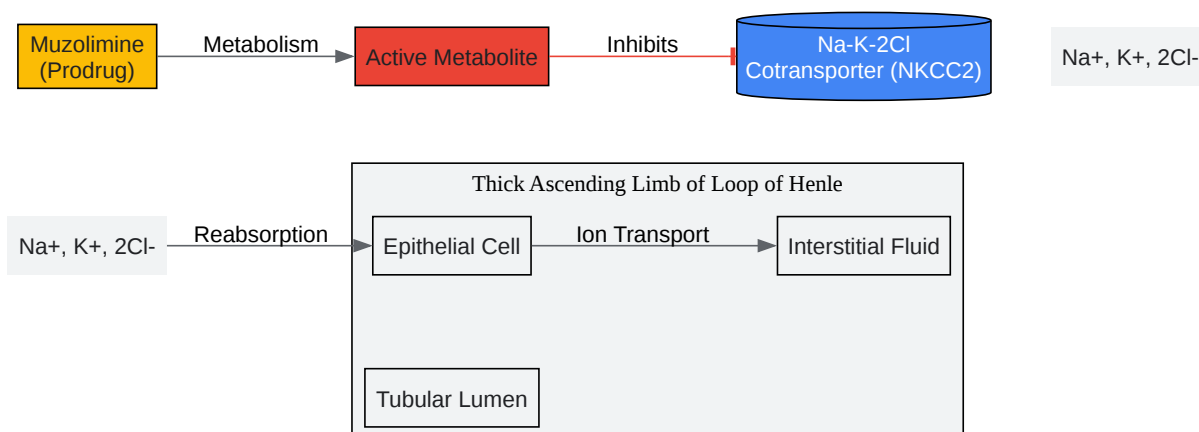 Muzolimine
(Prodrug)
Metabolism
Active Metabolite
Inhibits
Na-K-2Cl
Cotransporter (NKCC2)
Na+, K+, 2Cl-
Thick Ascending Limb of Loop of Henle
Na+, K+, 2Cl-
Reabsorption
Epithelial Cell
Ion Transport
Interstitial Fluid
Tubular Lumen